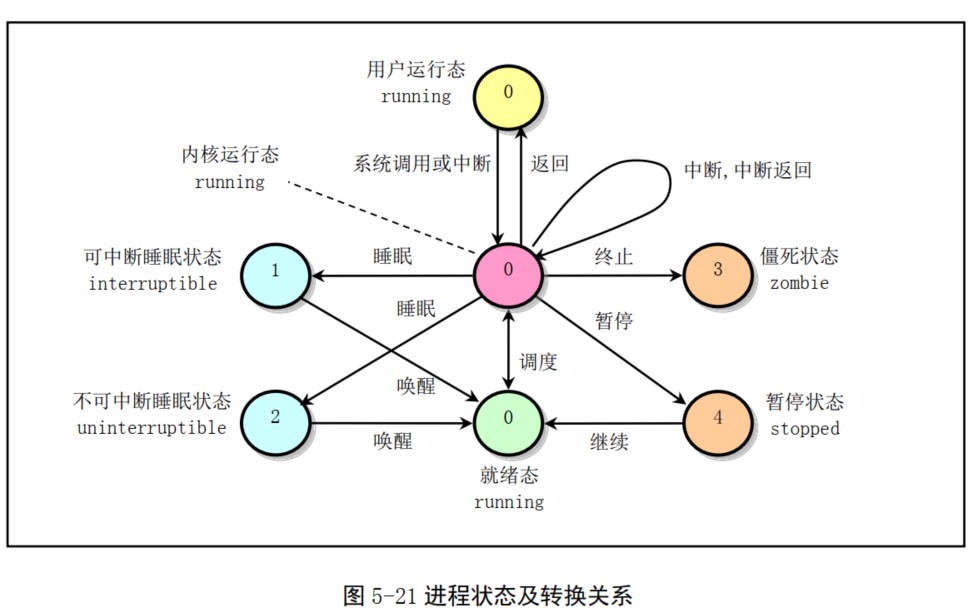 用户运行态
running
0
内核运行态
running
系统调用或中断
返回
中断,中断返回
可中断睡眠状态
interruptible
1
睡眠
0
终止
3
僵死状态
zombie
睡眠
暂停
调度
唤醒
不可中断睡眠状态
uninterruptible
2
唤醒
0
继续
4
暂停状态
stopped
就绪态
running
图 5-21 进程状态及转换关系